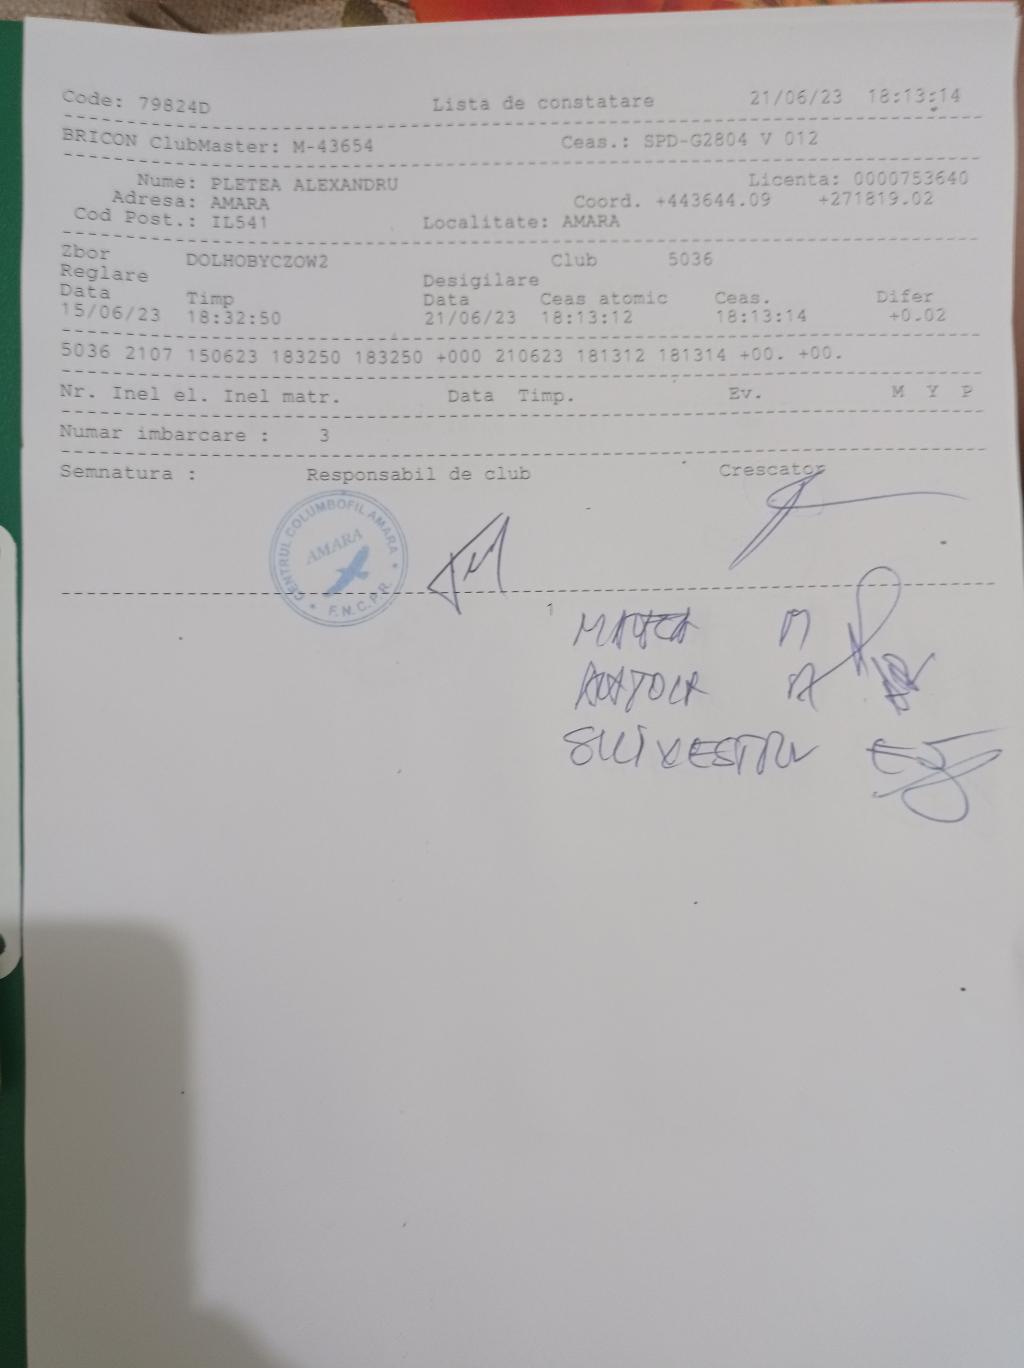 Code: 79824D Lista de constatare 21/06/23 18:13:14
BRICON ClubMaster: M-43654 Ceas.: SPD-G2804 V 012
Nume: PLETEA ALEXANDRU Licenta: 0000753640
Adresa: AMARA Coord. +443644.09 +271819.02
Cod Post.: IL541 Localitate: AMARA
Zbor DOLHOBYCZOW2 Club 5036
Reglare Desigilare
Data Timp Data Ceas atomic Ceas. Difer
15/06/23 18:32:50 21/06/23 18:13:12 18:13:14 +0.02
5036 2107 150623 183250 183250 +000 210623 181312 181314 +00. +00.
Nr. Inel el. Inel matr. Data Timp. Ev. M Y P
Numar imbarcare : 3
Semnatura : Responsabil de club Crescator
CENTRUL COLUMBOFIL AMARA
AMARA
F.N.C.P.R.
1
SILIVESTRU